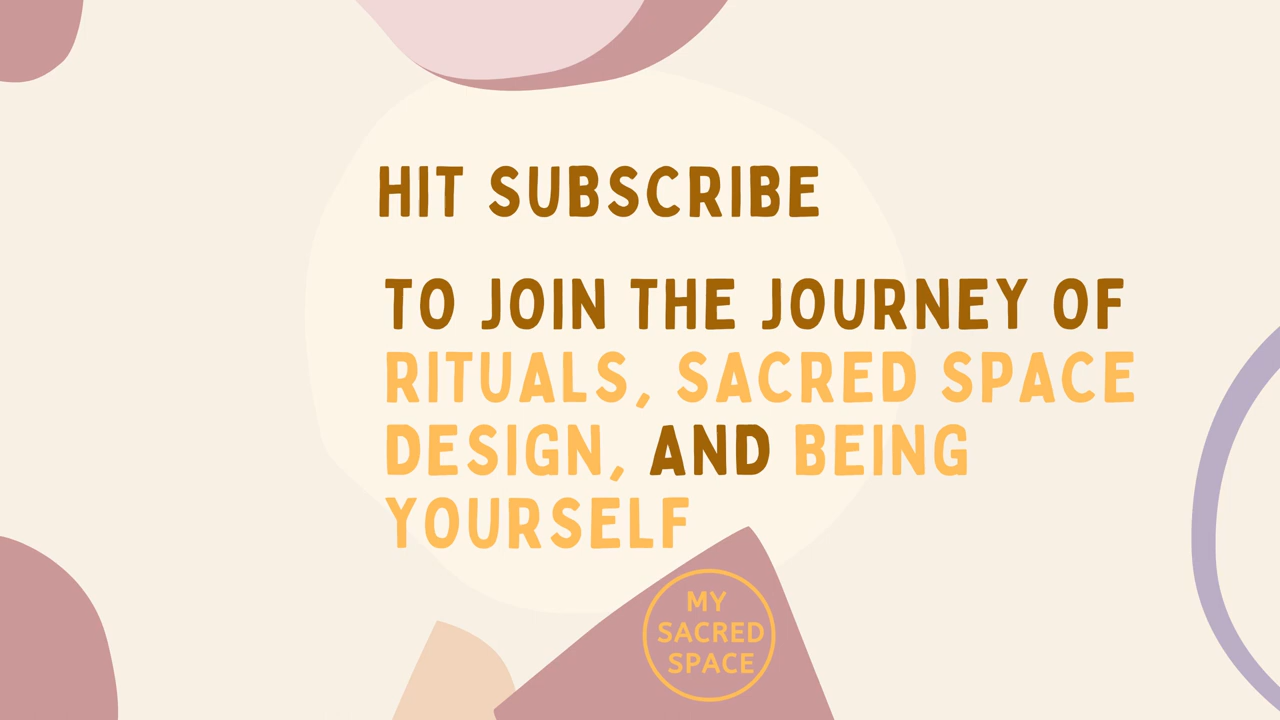 HIT SUBSCRIBE
TO JOIN THE JOURNEY OF
RITUALS, SACRED SPACE
DESIGN, AND BEING
YOURSELF
MY
SACRED
SPACE